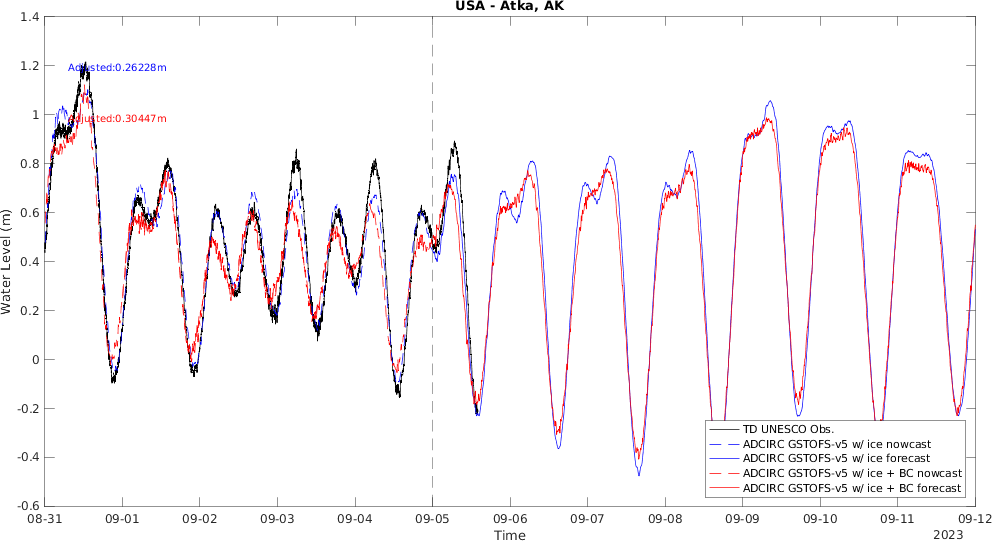 USA - Atka, AK
1.4
1.2
1
0.8
0.6
0.4
0.2
0
-0.2
-0.4
-0.6
Water Level (m)
Adjusted:0.26228m
Adjusted:0.30447m
TD UNESCO Obs.
ADCIRC GSTOFS-v5 w/ ice nowcast
ADCIRC GSTOFS-v5 w/ ice forecast
ADCIRC GSTOFS-v5 w/ ice + BC nowcast
ADCIRC GSTOFS-v5 w/ ice + BC forecast
08-31 09-01 09-02 09-03 09-04 09-05 09-06 09-07 09-08 09-09 09-10 09-11 09-12
Time
2023